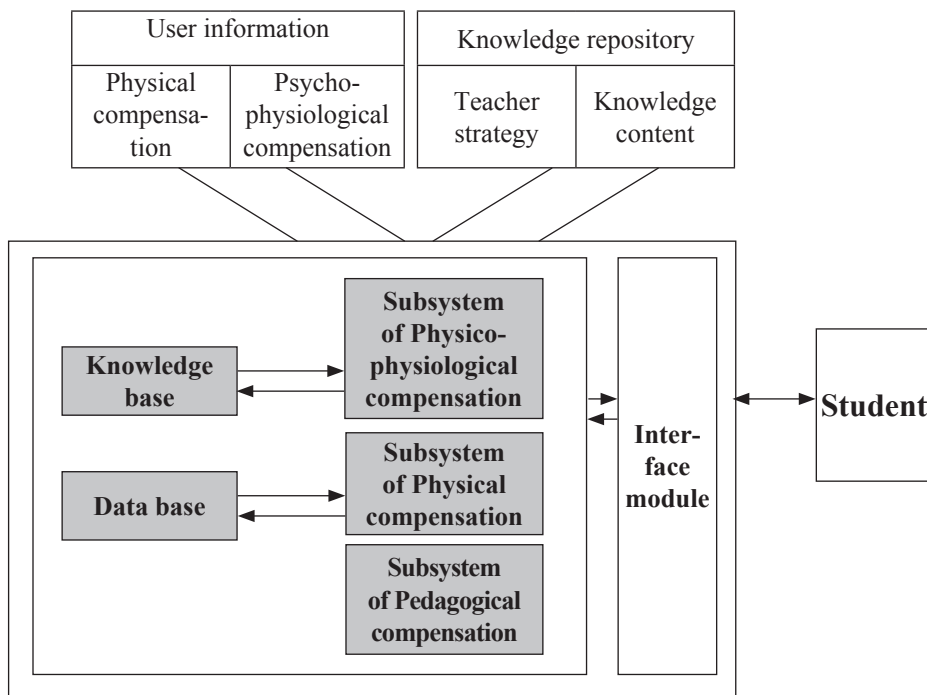 User information
Physical
compensa-
tion
Psycho-
physiological
compensation
Knowledge repository
Teacher
strategy
Knowledge
content
Knowledge
base
Data base
Subsystem
of Physico-
physiological
compensation
Subsystem
of Physical
compensation
Subsystem
of Pedagogical
compensation
Inter-
face
module
Student